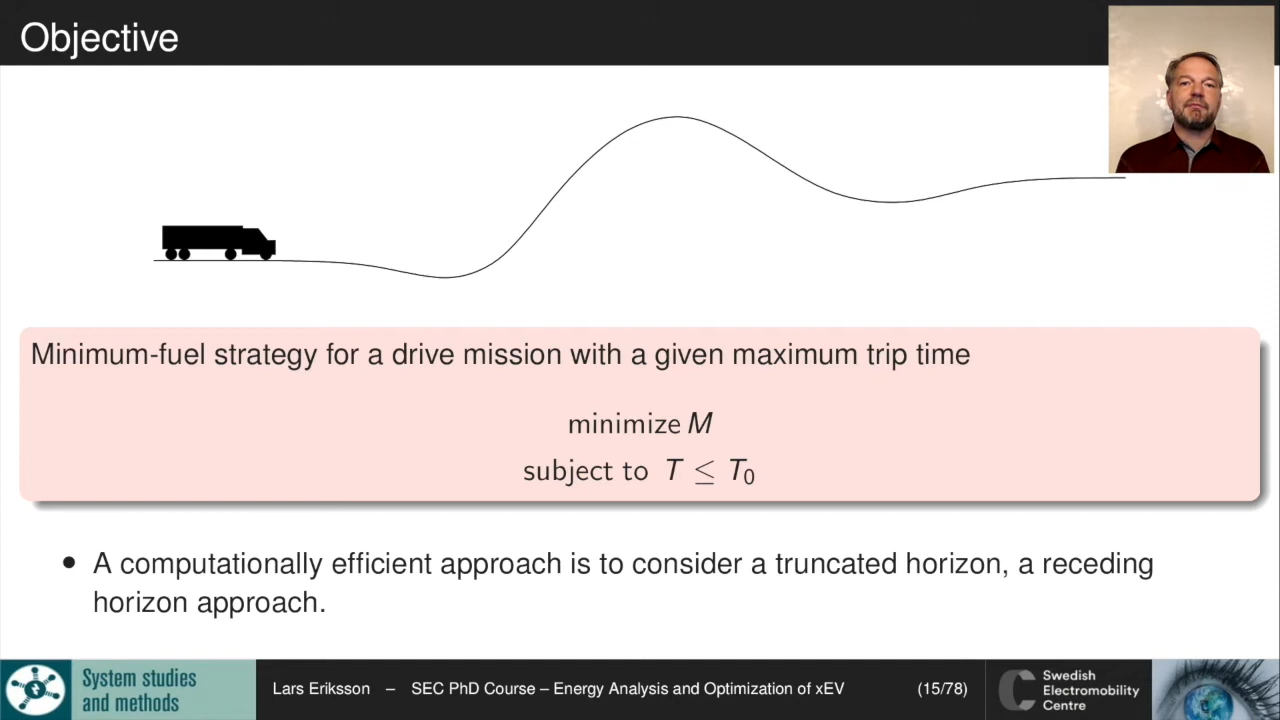 Objective
Minimum-fuel strategy for a drive mission with a given maximum trip time
minimize M
subject to T ≤ T₀
• A computationally efficient approach is to consider a truncated horizon, a receding
horizon approach.
System studies
and methods
Lars Eriksson – SEC PhD Course – Energy Analysis and Optimization of xEV
(15/78)
Swedish
Electromobility
Centre